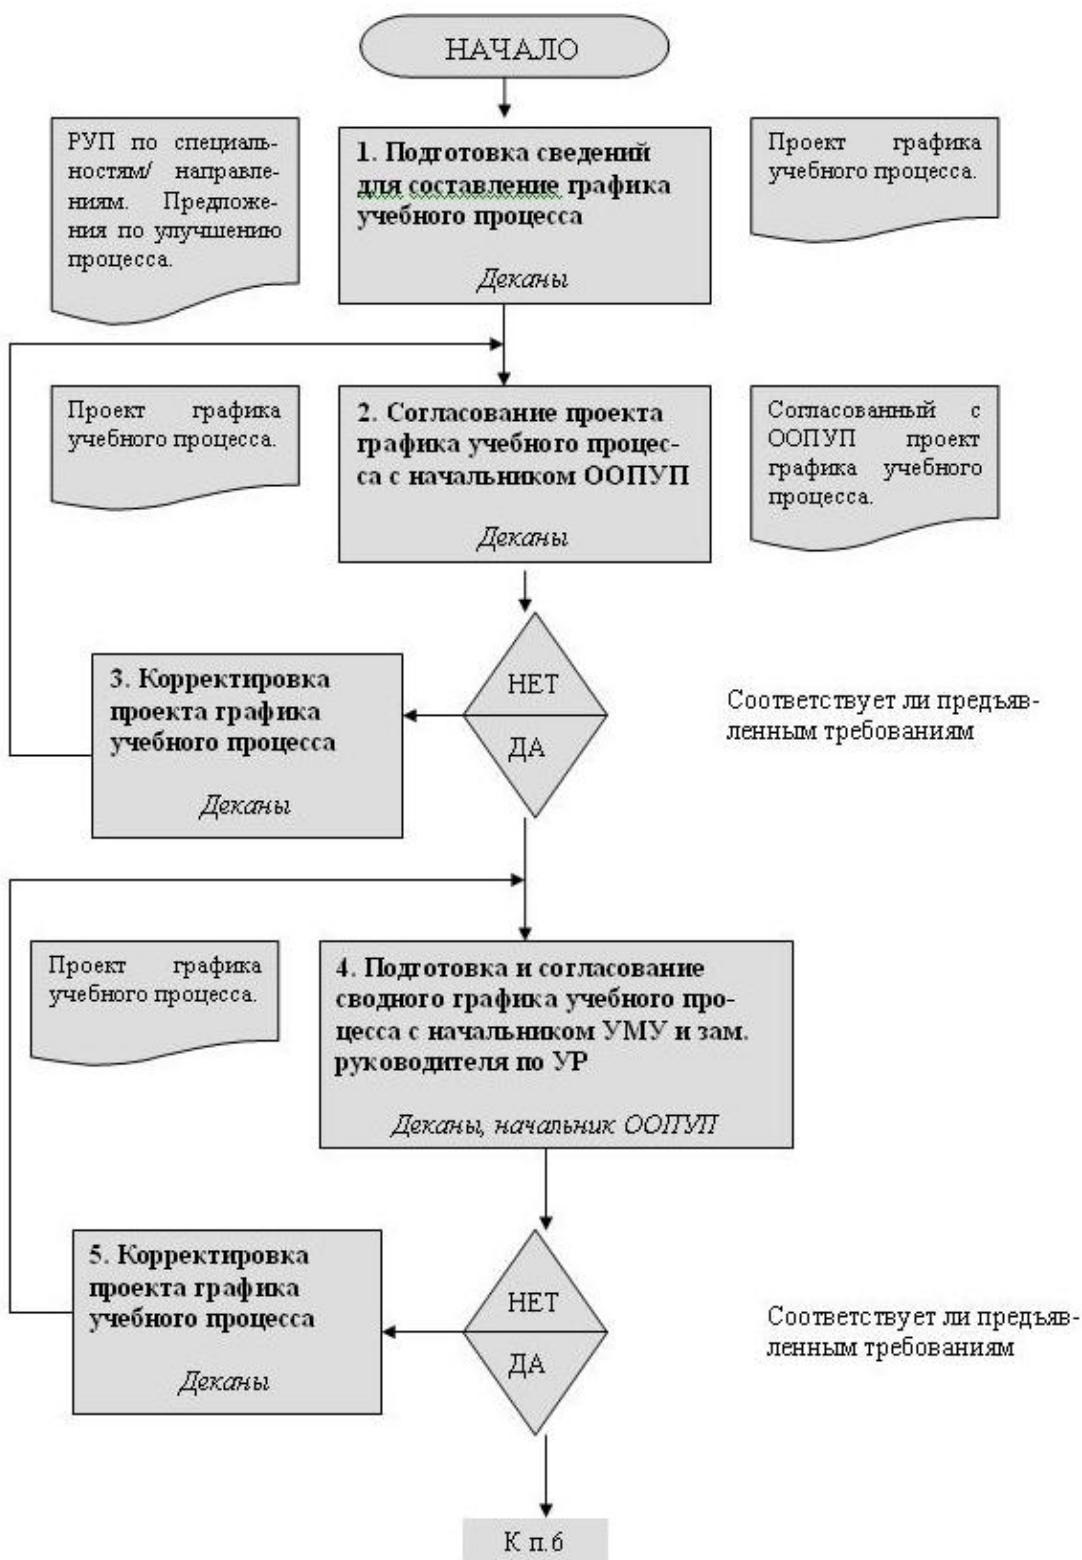 НАЧАЛО
РУП по специаль-
ностям/ направле-
ниям. Предложе-
ния по улучшению
процесса.
1. Подготовка сведений
для составление графика
учебного процесса
Деканы
Проект графика
учебного процесса.
Проект графика
учебного процесса.
2. Согласование проекта
графика учебного процес-
са с начальником ООПУП
Деканы
Согласованный с
ООПУП проект
графика учебного
процесса.
3. Корректировка
проекта графика
учебного процесса
Деканы
НЕТ
ДА
Соответствует ли предъяв-
ленным требованиям
Проект графика
учебного процесса.
4. Подготовка и согласование
сводного графика учебного про-
цесса с начальником УМУ и зам.
руководителя по УР
Деканы, начальник ООПУП
5. Корректировка
проекта графика
учебного процесса
Деканы
НЕТ
ДА
Соответствует ли предъяв-
ленным требованиям
К п.6